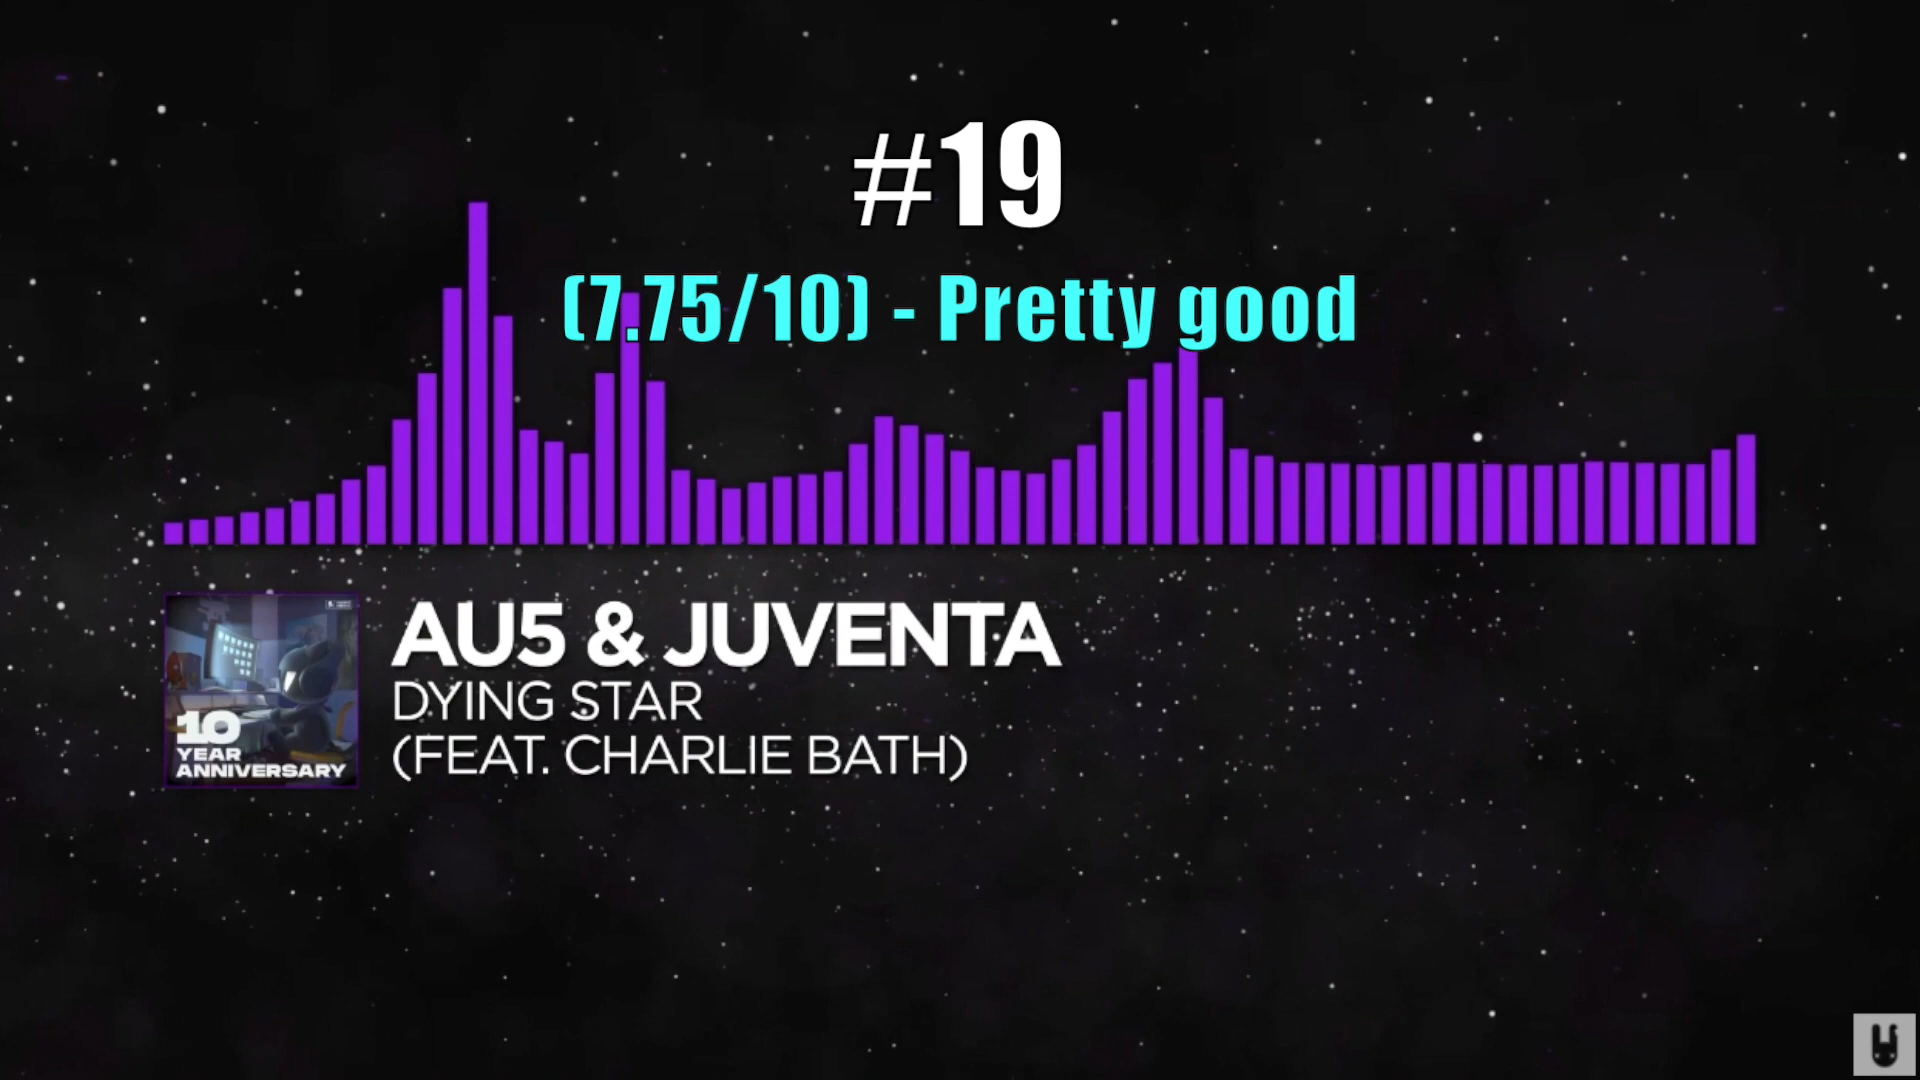 #19
(7.75/10) - Pretty good
AU5 & JUVENTA
DYING STAR
(FEAT. CHARLIE BATH)
10
YEAR
ANNIVERSARY